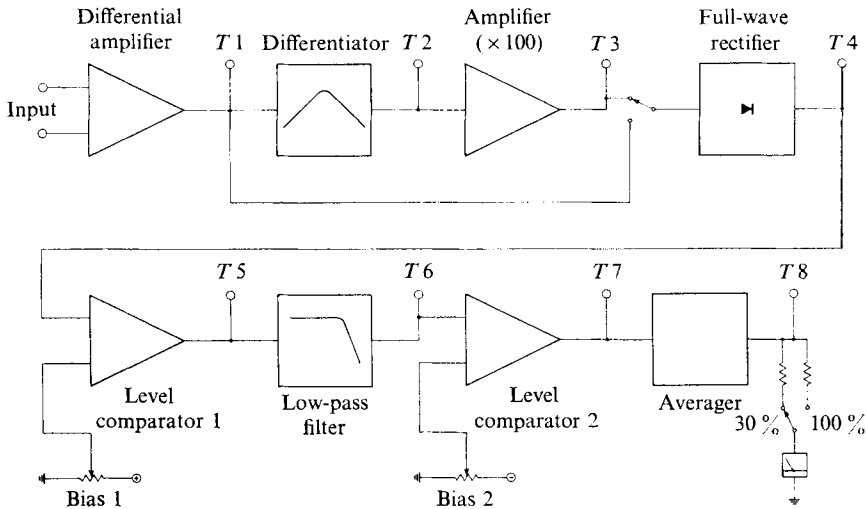 Differential
amplifier
T1
Differentiator
T2
Amplifier
(×100)
T3
Full-wave
rectifier
T4
Input
T5
T6
T7
T8
Level
comparator 1
Low-pass
filter
Level
comparator 2
Averager
30 %
100 %
Bias 1
Bias 2